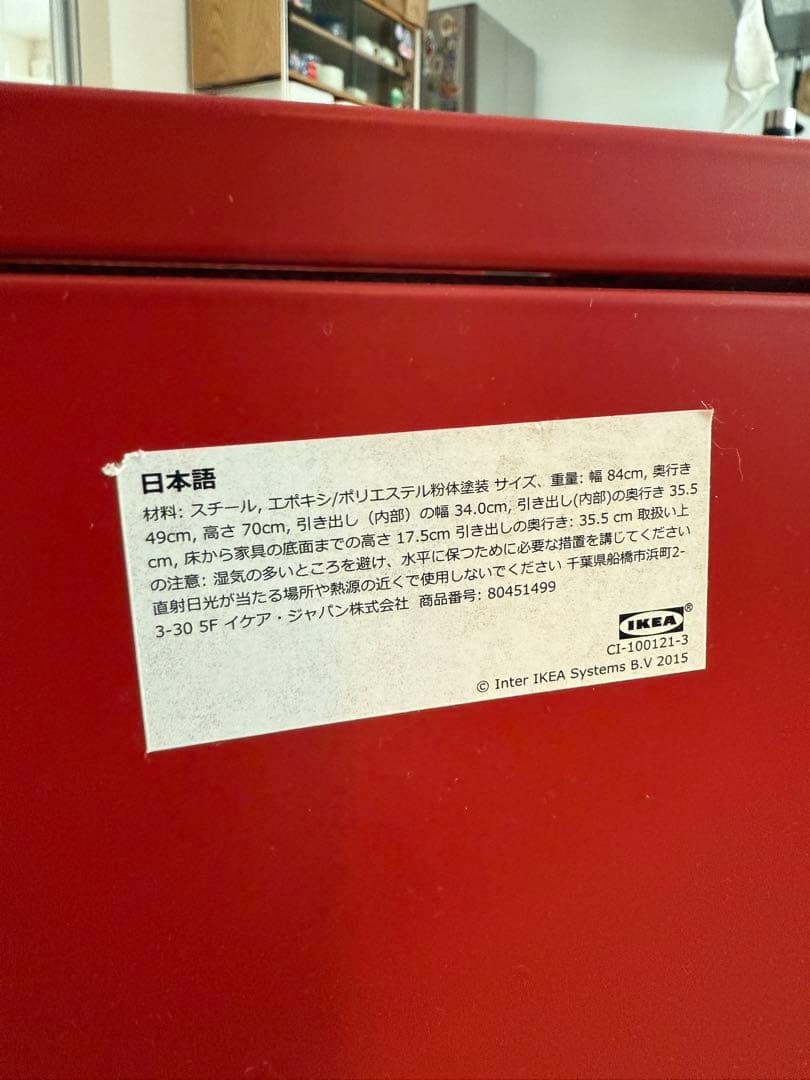 日本語
材料: スチール, エポキシ/ポリエステル粉体塗装 サイズ、重量: 幅 84cm, 奥行き
49cm, 高さ 70cm, 引き出し（内部）の幅 34.0cm, 引き出し(内部)の奥行き 35.5
cm, 床から家具の底面までの高さ 17.5cm 引き出しの奥行き: 35.5 cm 取扱い上
の注意: 湿気の多いところを避け、水平に保つために必要な措置を講じてください
直射日光が当たる場所や熱源の近くで使用しないでください 千葉県船橋市浜町2-
3-30 5F イケア・ジャパン株式会社 商品番号: 80451499
IKEA®
CI-100121-3
© Inter IKEA Systems B.V 2015